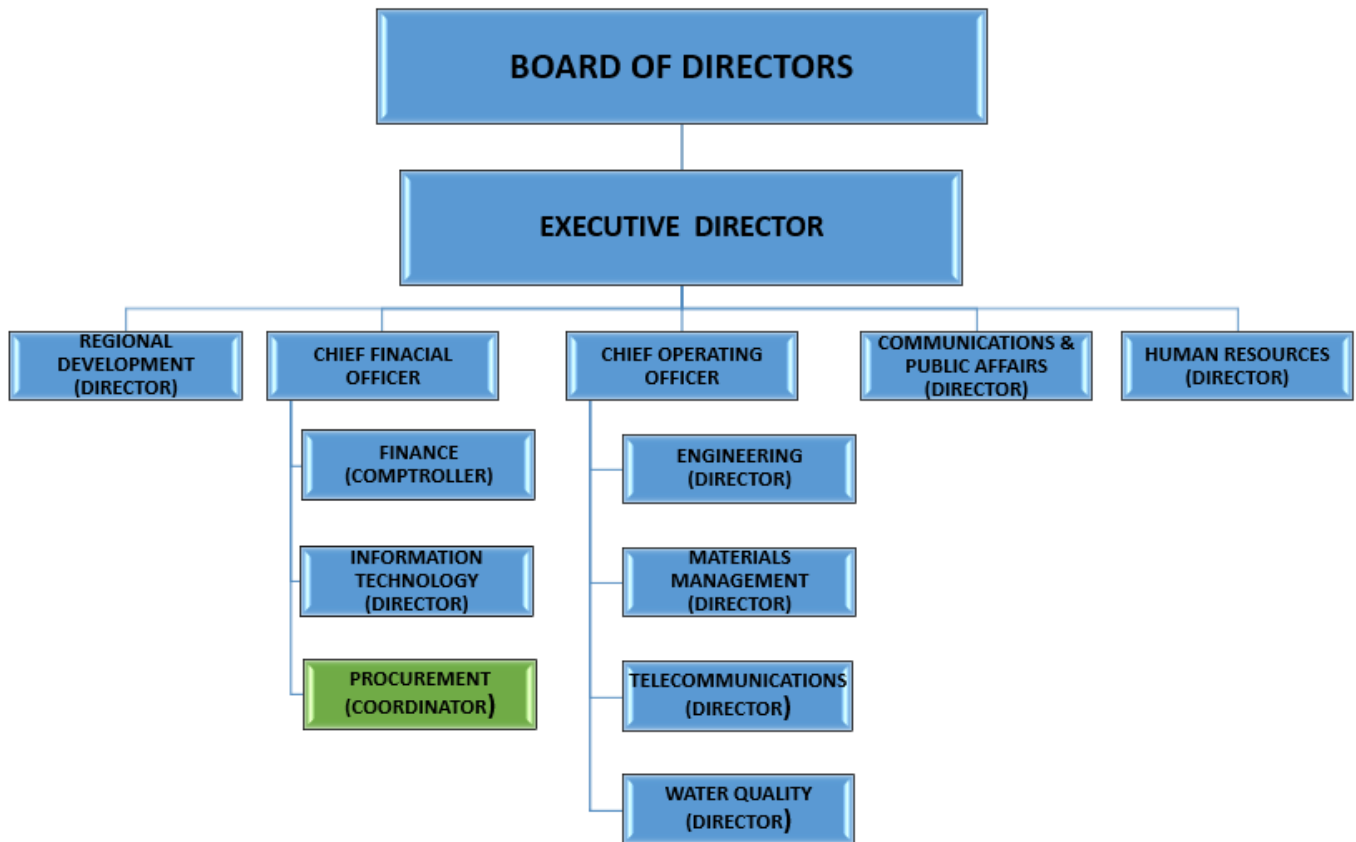 BOARD OF DIRECTORS
EXECUTIVE DIRECTOR
REGIONAL
DEVELOPMENT
(DIRECTOR)
CHIEF FINACIAL
OFFICER
CHIEF OPERATING
OFFICER
COMMUNICATIONS &
PUBLIC AFFAIRS
(DIRECTOR)
HUMAN RESOURCES
(DIRECTOR)
FINANCE
(COMPTROLLER)
INFORMATION
TECHNOLOGY
(DIRECTOR)
PROCUREMENT
(COORDINATOR)
ENGINEERING
(DIRECTOR)
MATERIALS
MANAGEMENT
(DIRECTOR)
TELECOMMUNICATIONS
(DIRECTOR)
WATER QUALITY
(DIRECTOR)